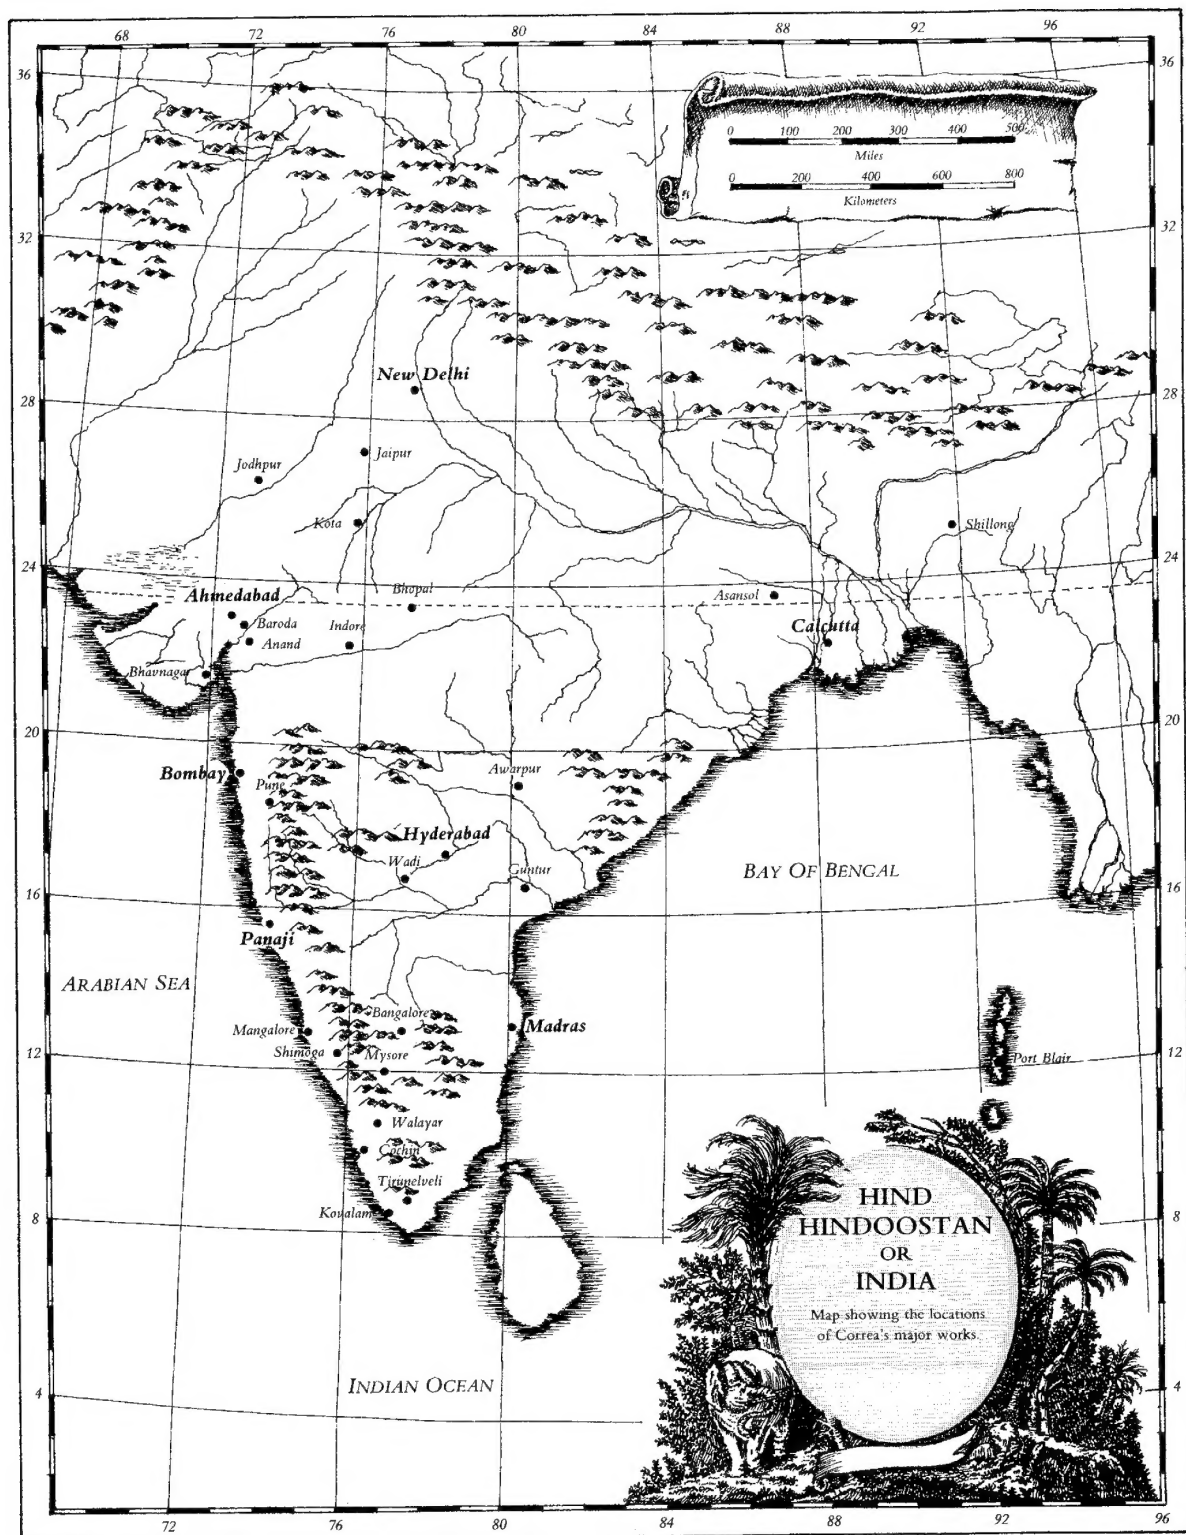 68 72 76 80 84 88 92 96
36 36
0 100 200 300 400 500
Miles
0 200 400 600 800
Kilometers
32 32
New Delhi
28 28
Jaipur
Jodhpur
Kota
Shillong
24 24
Ahmedabad
Bhopal
Asansol
Baroda
Indore
Calcutta
Anand
Bhavnagar
20 20
Bombay
Awarpur
Pune
Hyderabad
Wadi
Guntur
BAY OF BENGAL
16 16
Panaji
ARABIAN SEA
Bangalore
Mangalore
Madras
Shimoga
Mysore
12 12
Port Blair
Walayar
Cochin
Tirunelveli
Kovalam
8 8
HIND
HINDOOSTAN
OR
INDIA
Map showing the locations
of Correa's major works.
INDIAN OCEAN
4 4
72 76 80 84 88 92 96